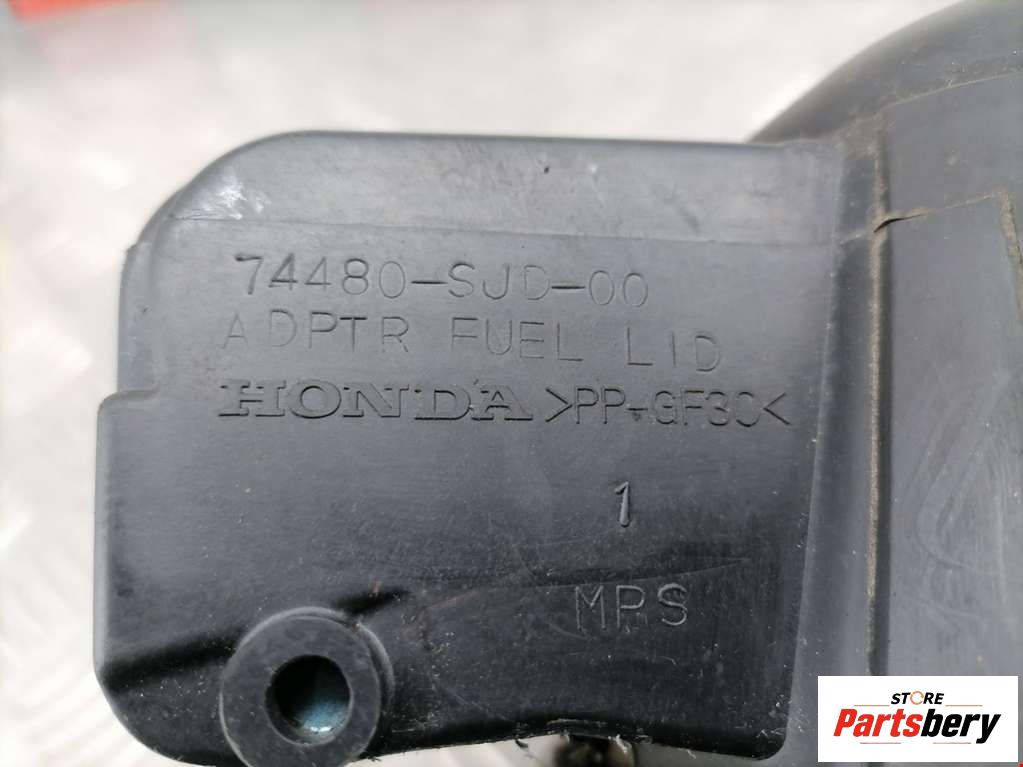 74480-SJD-00
ADPTR FUEL LID
HONDA >PP-GF30<
1
MPS
STORE
Partsbery